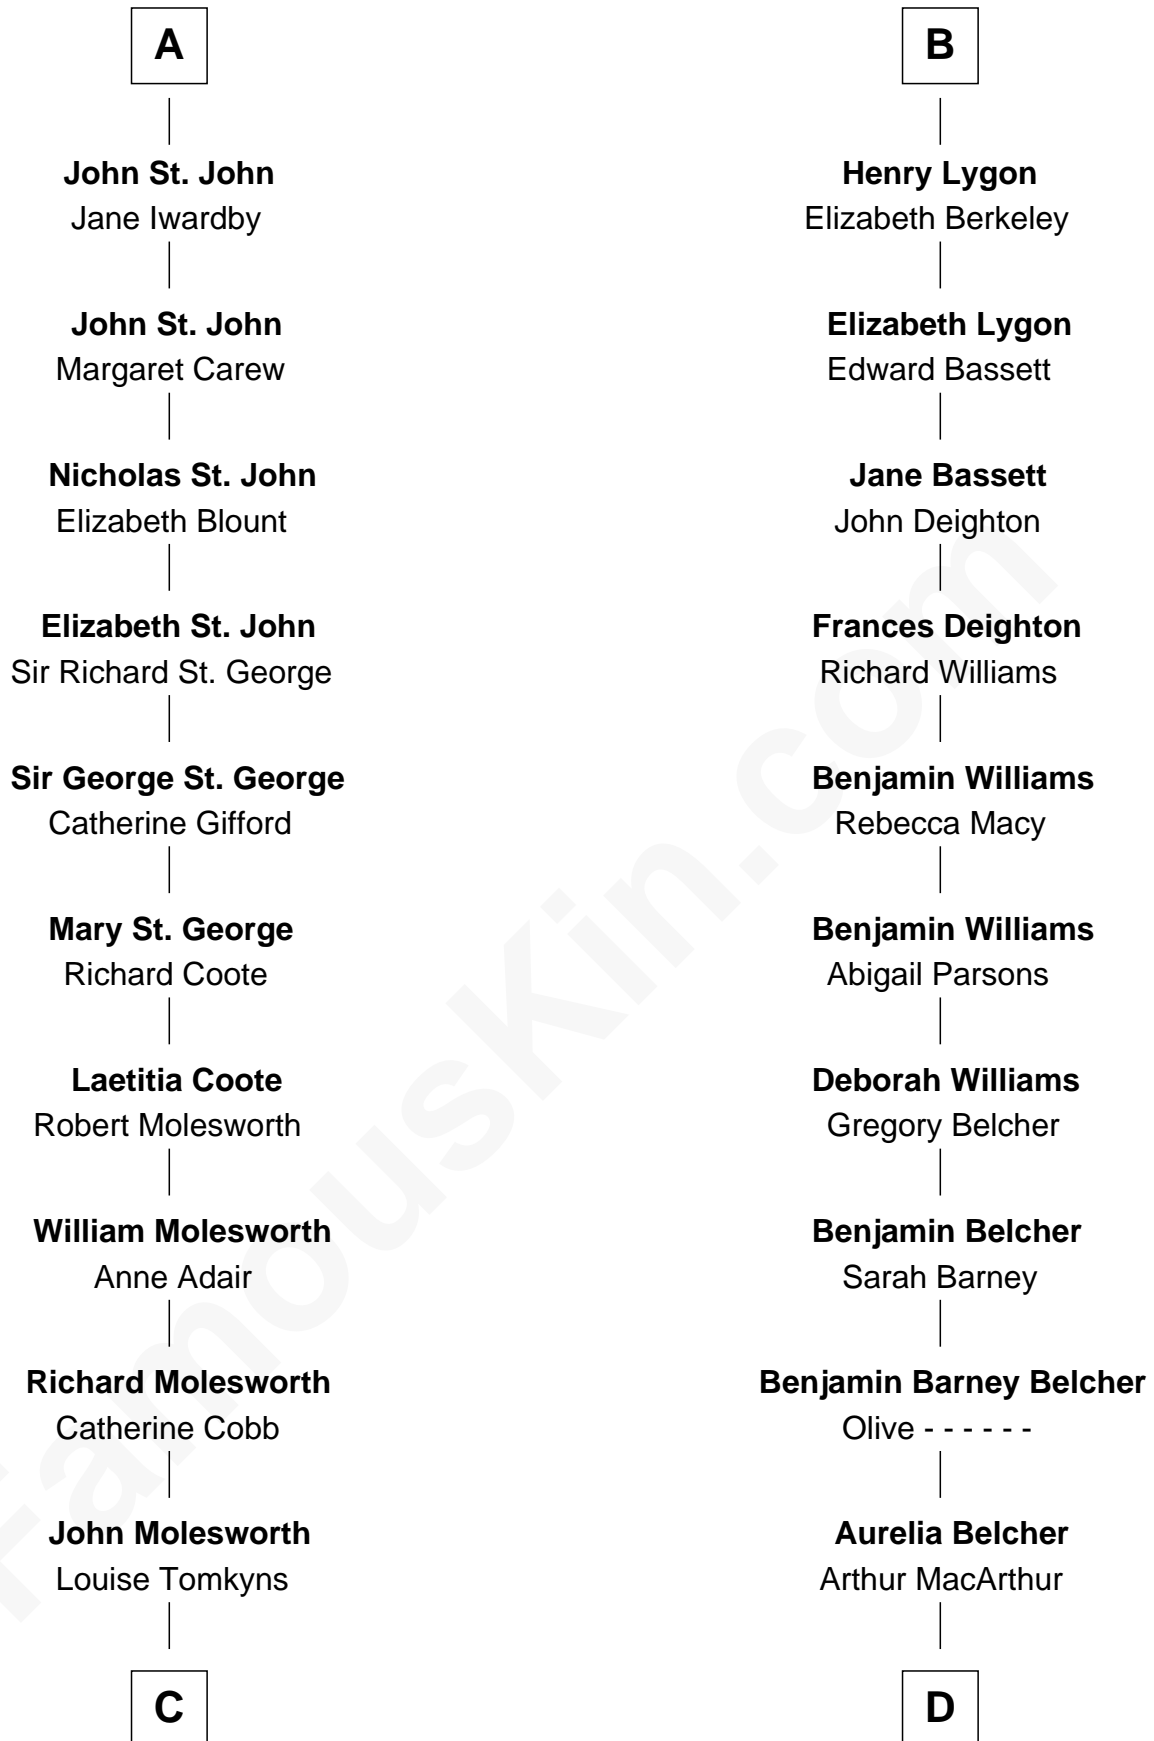 A
John St. John
Jane Iwardby
John St. John
Margaret Carew
Nicholas St. John
Elizabeth Blount
Elizabeth St. John
Sir Richard St. George
Sir George St. George
Catherine Gifford
Mary St. George
Richard Coote
Laetitia Coote
Robert Molesworth
William Molesworth
Anne Adair
Richard Molesworth
Catherine Cobb
John Molesworth
Louise Tomkyns
C
B
Henry Lygon
Elizabeth Berkeley
Elizabeth Lygon
Edward Bassett
Jane Bassett
John Deighton
Frances Deighton
Richard Williams
Benjamin Williams
Rebecca Macy
Benjamin Williams
Abigail Parsons
Deborah Williams
Gregory Belcher
Benjamin Belcher
Sarah Barney
Benjamin Barney Belcher
Olive - - - - - -
Aurelia Belcher
Arthur MacArthur
D
FamousKin.com